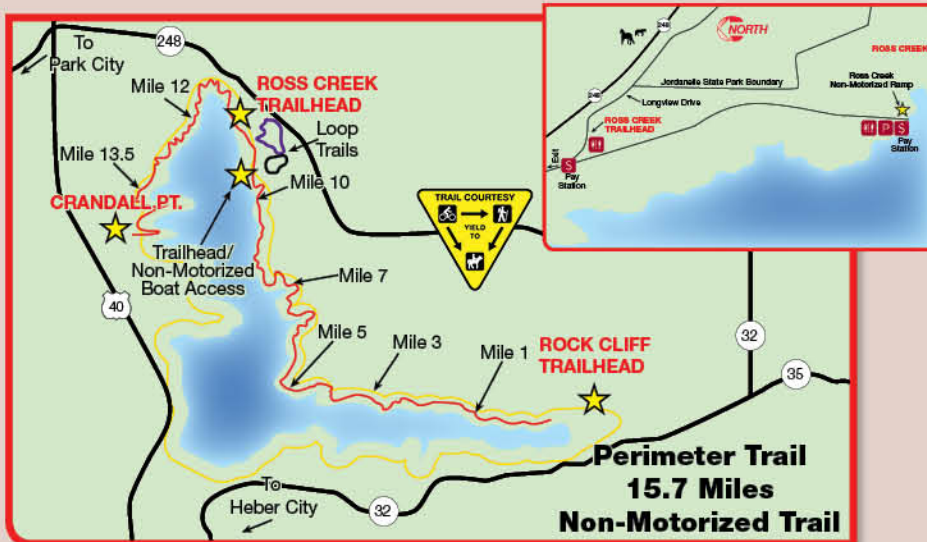 To
Park City
248
Mile 12
ROSS CREEK
TRAILHEAD
Loop
Trails
Mile 13.5
Mile 10
CRANDALL PT.
Trailhead/
Non-Motorized
Boat Access
TRAIL COURTESY
YIELD
TO
Mile 7
40
Mile 5
Mile 3
Mile 1
ROCK CLIFF
TRAILHEAD
32
35
To
Heber City
32
Perimeter Trail
15.7 Miles
Non-Motorized Trail
248
NORTH
ROSS CREEK
Jordanelle State Park Boundary
Ross Creek
Non-Motorized Ramp
248
Longview Drive
ROSS CREEK
TRAILHEAD
P S
Pay
Station
Exit
S
Pay
Station